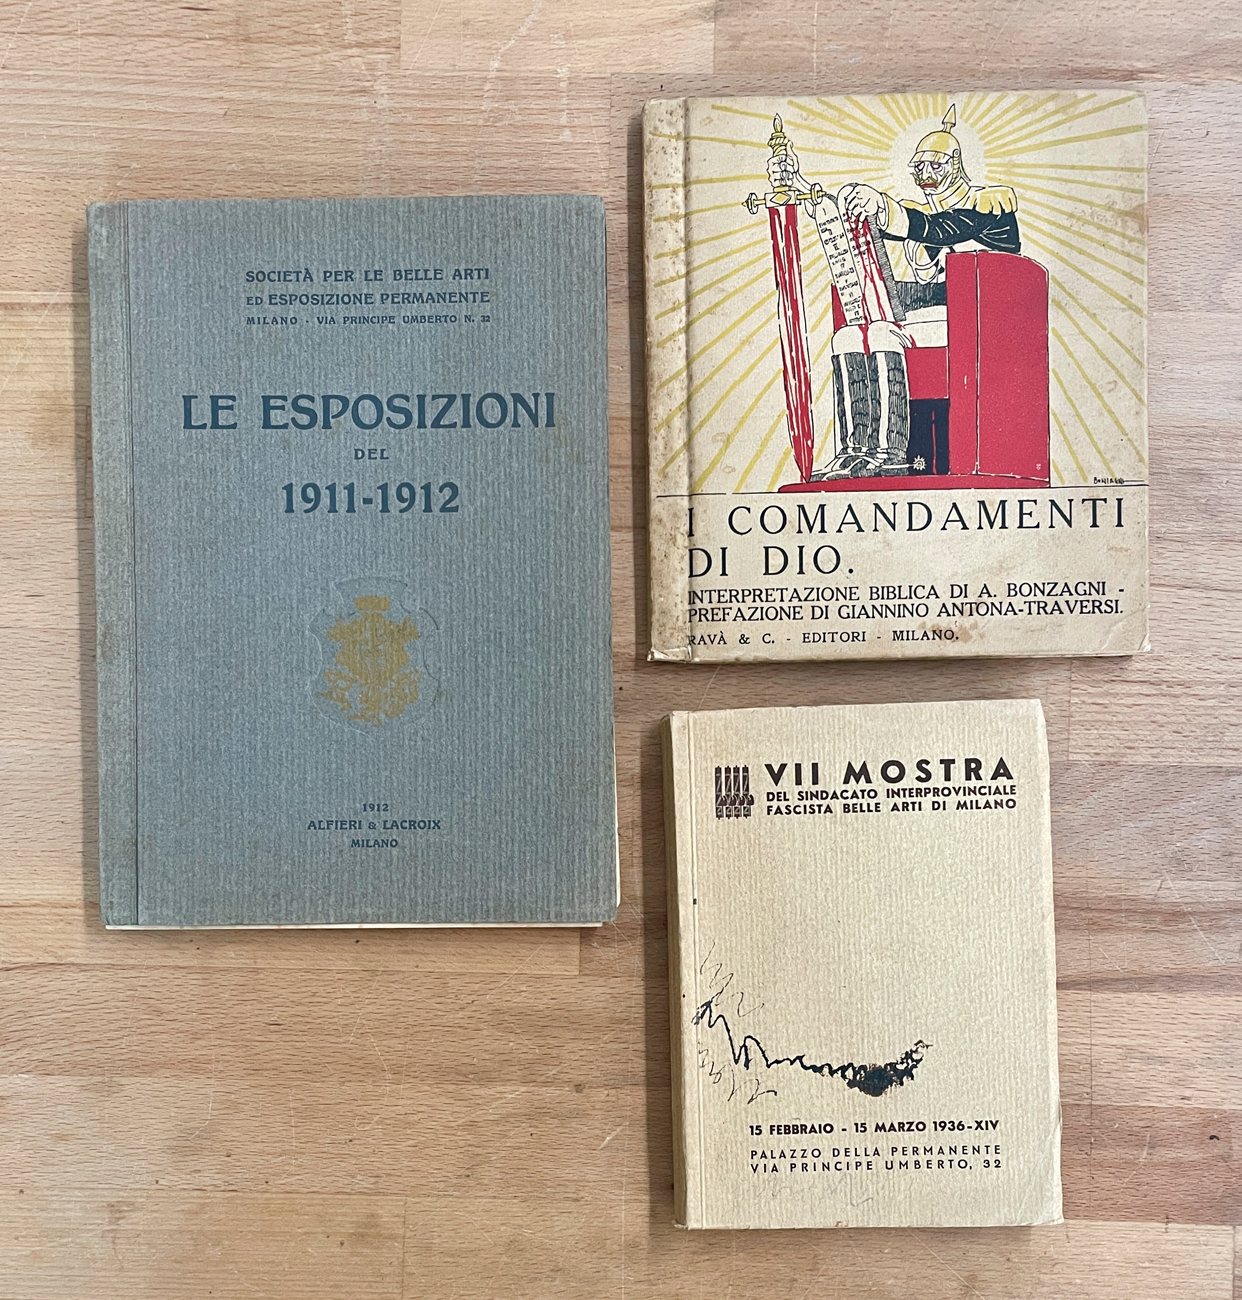 SOCIETÀ PER LE BELLE ARTI
ED ESPOSIZIONE PERMANENTE
MILANO - VIA PRINCIPE UMBERTO N. 32
LE ESPOSIZIONI
DEL
1911-1912
1912
ALFIERI & LACROIX
MILANO
BONZAGNI
I COMANDAMENTI
DI DIO.
INTERPRETAZIONE BIBLICA DI A. BONZAGNI -
PREFAZIONE DI GIANNINO ANTONA-TRAVERSI.
RAVÀ & C. - EDITORI - MILANO.
VII MOSTRA
DEL SINDACATO INTERPROVINCIALE
FASCISTA BELLE ARTI DI MILANO
15 FEBBRAIO - 15 MARZO 1936-XIV
PALAZZO DELLA PERMANENTE
VIA PRINCIPE UMBERTO, 32